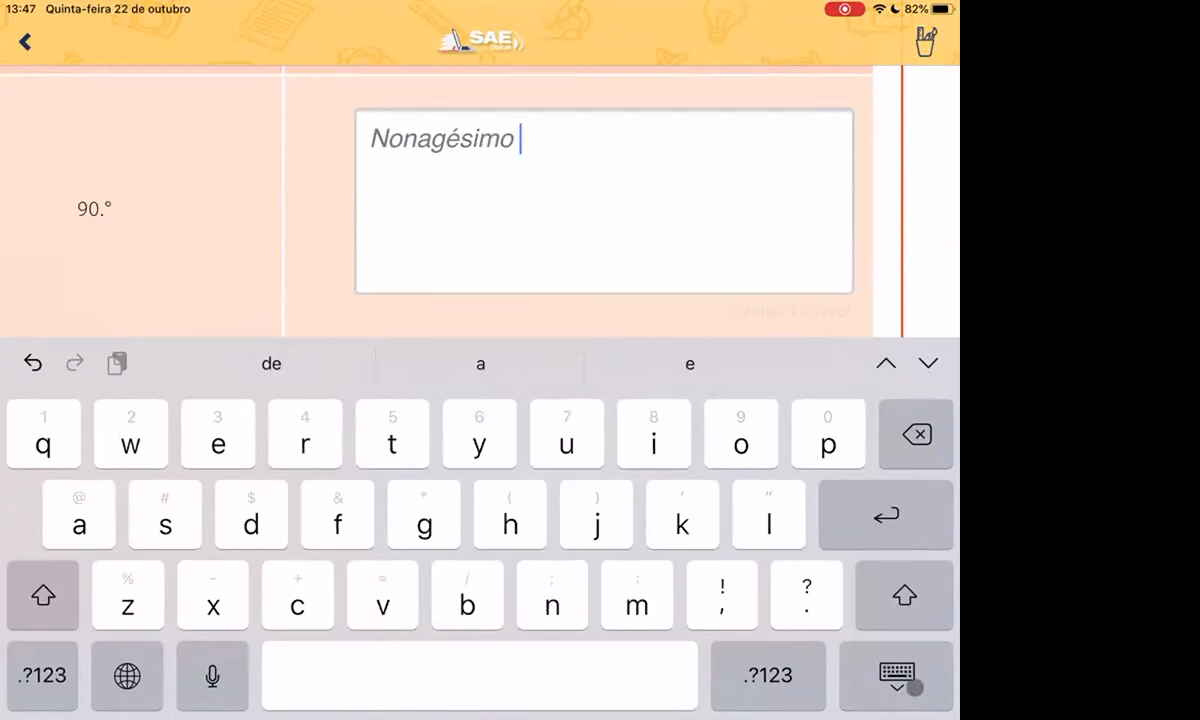 13:47 Quinta-feira 22 de outubro 82%
SAE
Nonagésimo
90.º
de a e
1 2 3 4 5 6 7 8 9 0
q w e r t y u i o p
@ # $ & * ( ) ' "
a s d f g h j k l
% - + = / ; : ! ?
z x c v b n m , .
.?123 .?123